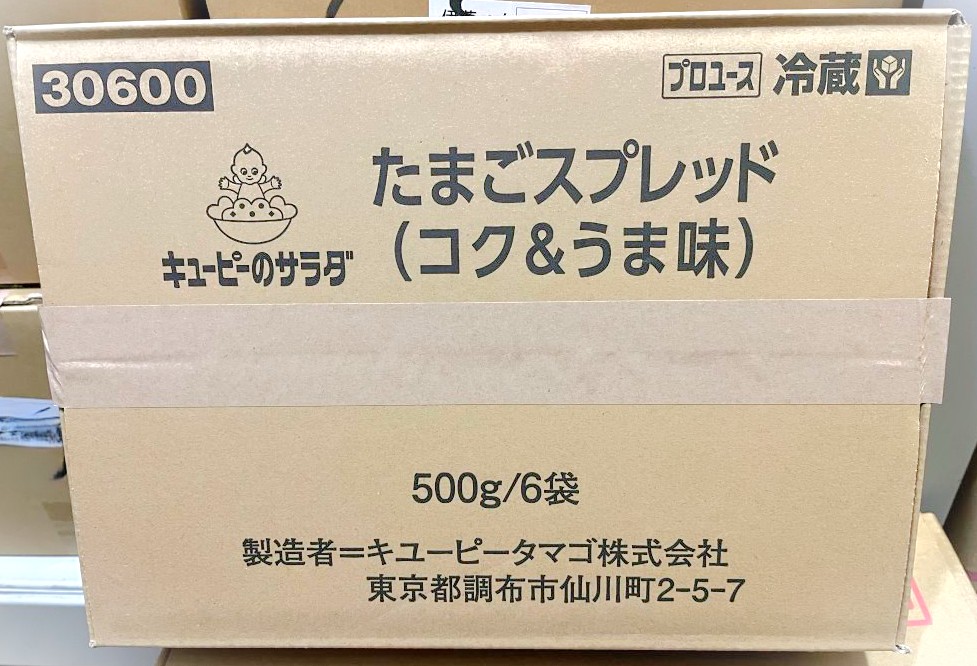 30600
プロユース 冷蔵
たまごスプレッド
(コク&うま味)
キューピーのサラダ
500g/6袋
製造者=キユーピータマゴ株式会社
東京都調布市仙川町2-5-7